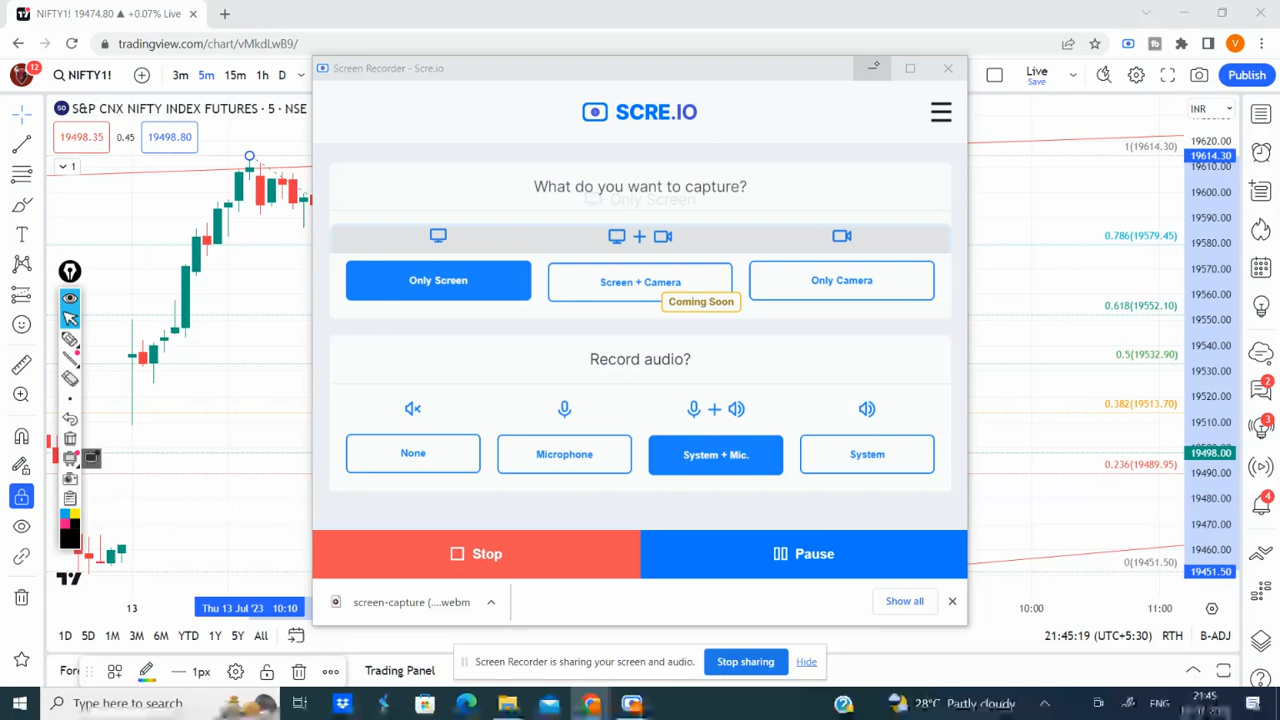 NIFTY1! 19474.80 ▲ +0.07% Live
tradingview.com/chart/vMkdLwB9/
V
Screen Recorder - Scre.io
12
NIFTY1!
3m 5m 15m 1h D
Live
Save
Publish
S&P CNX NIFTY INDEX FUTURES · 5 · NSE
INR
SCRE.IO
19498.35 0.45 19498.80
1
19620.00
1(19614.30)
19614.30
19610.00
19600.00
19590.00
19580.00
19570.00
19560.00
19550.00
19540.00
19530.00
19520.00
19510.00
19498.00
19490.00
19480.00
19470.00
19460.00
19451.50
0.786(19579.45)
0.618(19552.10)
0.5(19532.90)
0.382(19513.70)
0.236(19489.95)
0(19451.50)
What do you want to capture?
Only Screen
Only Screen
Screen + Camera
Only Camera
Coming Soon
Record audio?
None
Microphone
System + Mic.
System
Stop
Pause
screen-capture (....webm
Show all
2
3
4
13
Thu 13 Jul '23 10:10
10:00
11:00
1D 5D 1M 3M 6M YTD 1Y 5Y All
21:45:19 (UTC+5:30) RTH B-ADJ
Screen Recorder is sharing your screen and audio.
Stop sharing
Hide
1px
Trading Panel
Type here to search
28°C Partly cloudy
ENG
21:45